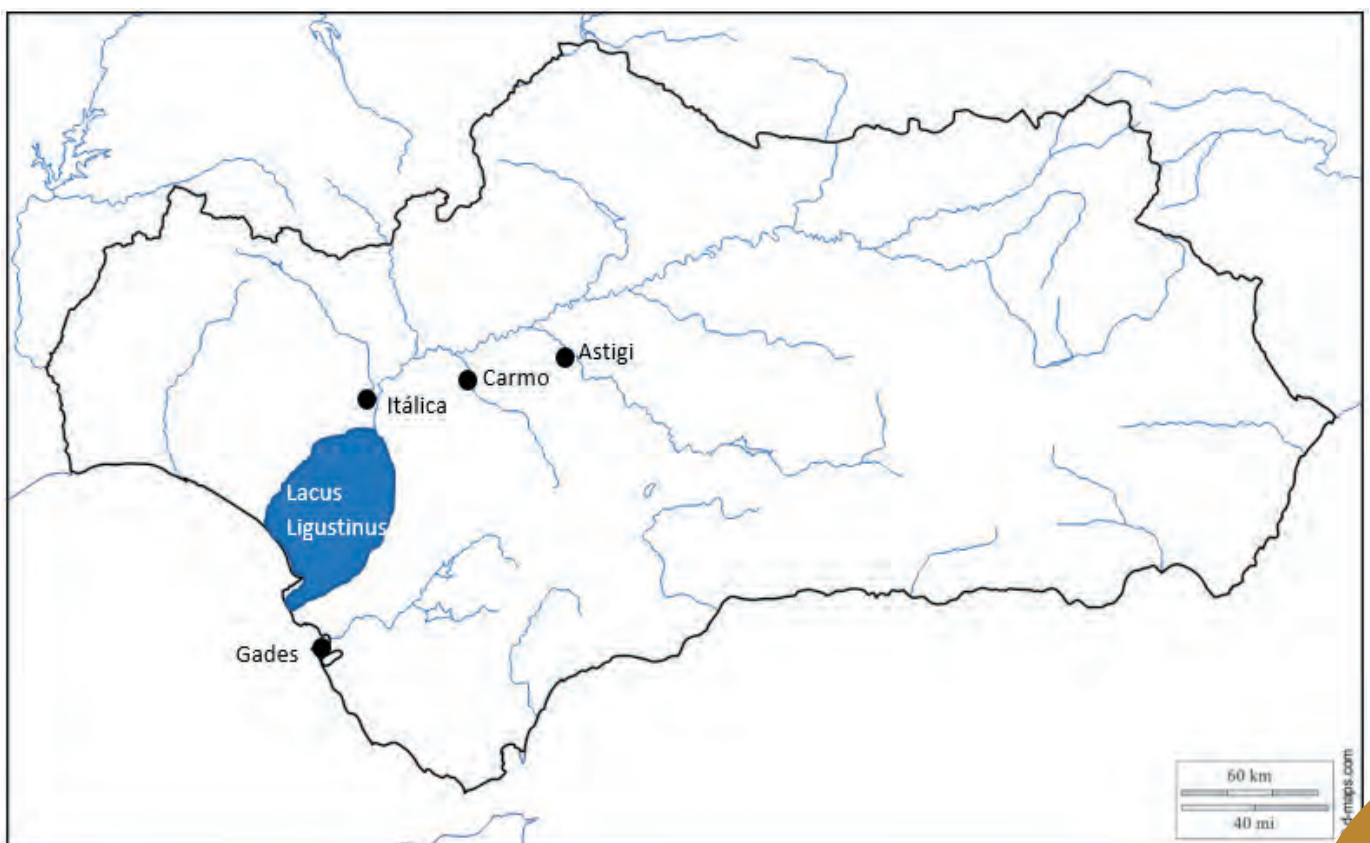 Astigi
Carmo
Itálica
Lacus
Ligustinus
Gades
60 km
40 mi
d-maps.com